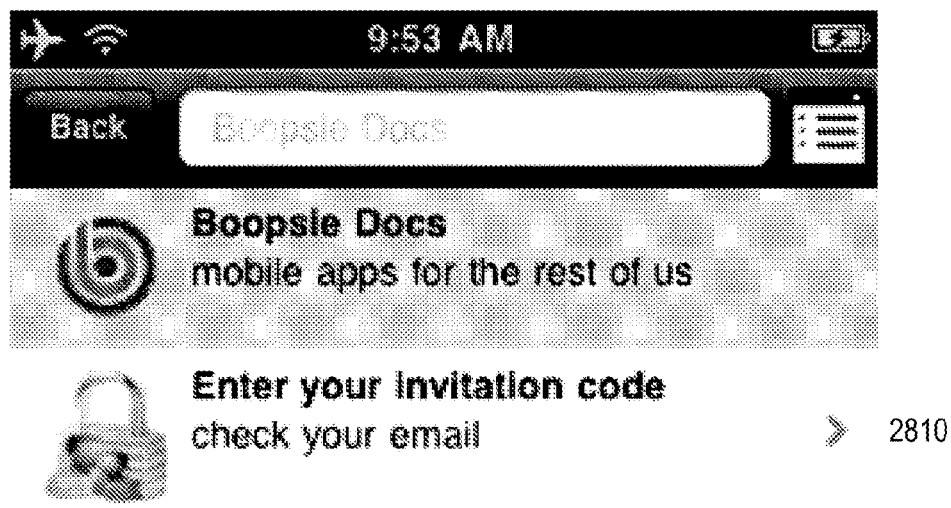 9:53 AM
Back
Boopsie Docs
Boopsie Docs
mobile apps for the rest of us
Enter your invitation code
check your email
2810